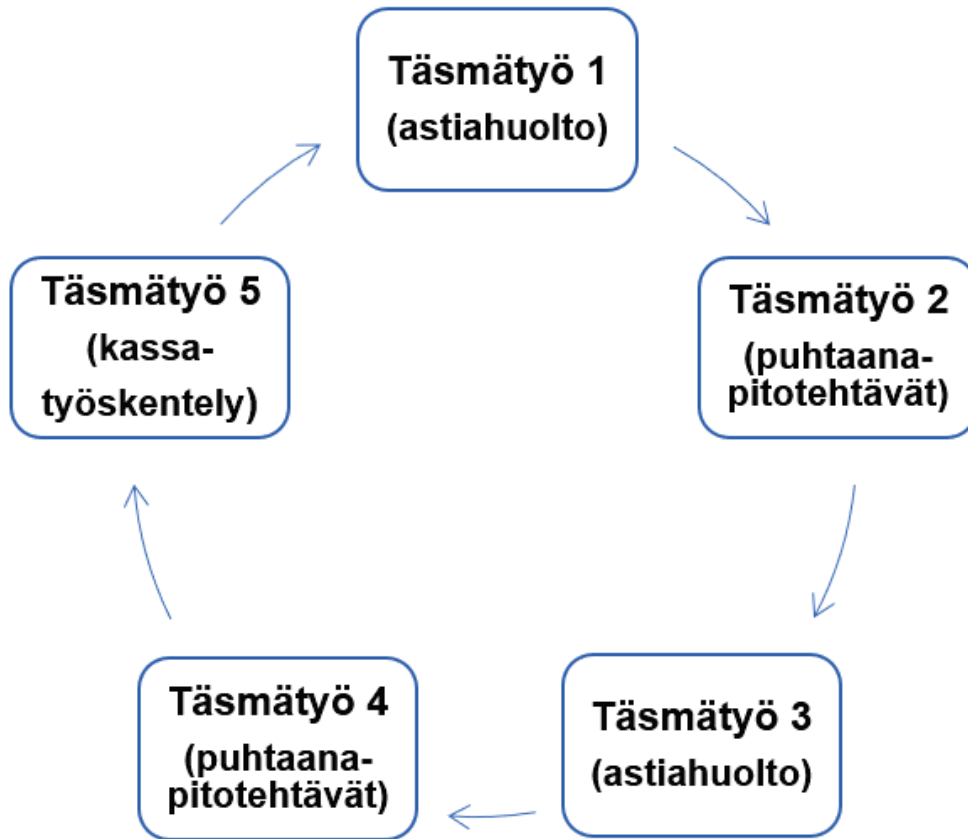 Täsmätyö 1
(astiahuolto)
Täsmätyö 2
(puhtaana-
pitotehtävät)
Täsmätyö 3
(astiahuolto)
Täsmätyö 4
(puhtaana-
pitotehtävät)
Täsmätyö 5
(kassa-
työskentely)